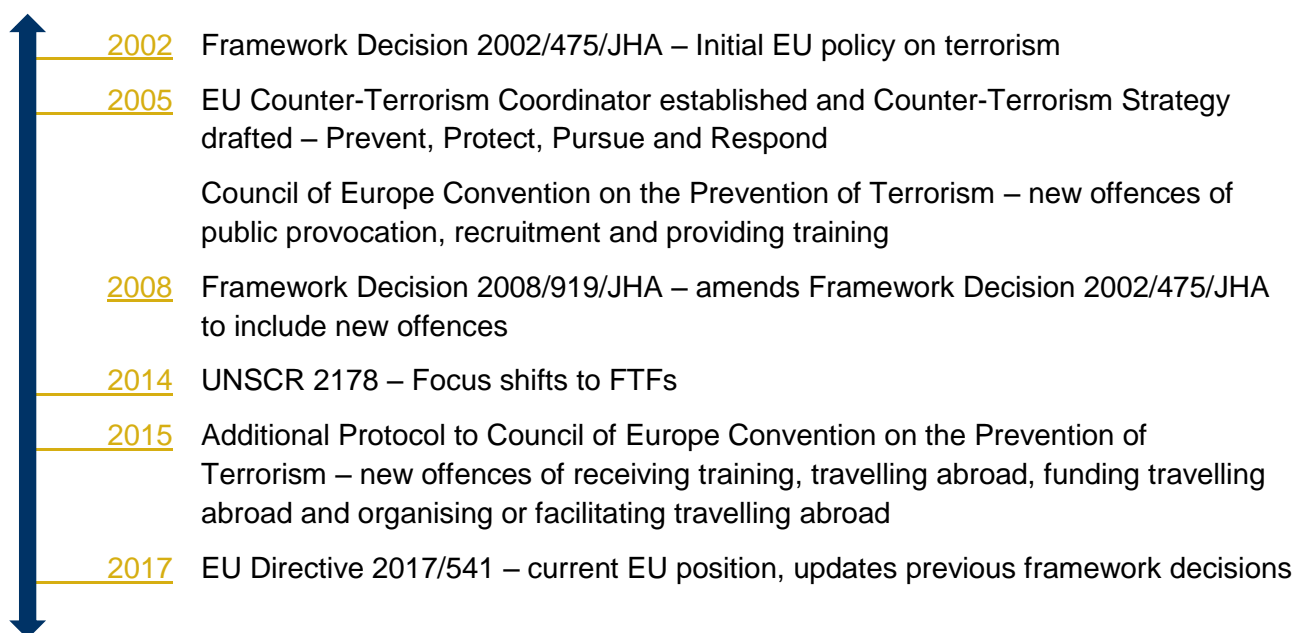 2002 Framework Decision 2002/475/JHA – Initial EU policy on terrorism
2005 EU Counter-Terrorism Coordinator established and Counter-Terrorism Strategy
drafted – Prevent, Protect, Pursue and Respond
Council of Europe Convention on the Prevention of Terrorism – new offences of
public provocation, recruitment and providing training
2008 Framework Decision 2008/919/JHA – amends Framework Decision 2002/475/JHA
to include new offences
2014 UNSCR 2178 – Focus shifts to FTFs
2015 Additional Protocol to Council of Europe Convention on the Prevention of
Terrorism – new offences of receiving training, travelling abroad, funding travelling
abroad and organising or facilitating travelling abroad
2017 EU Directive 2017/541 – current EU position, updates previous framework decisions